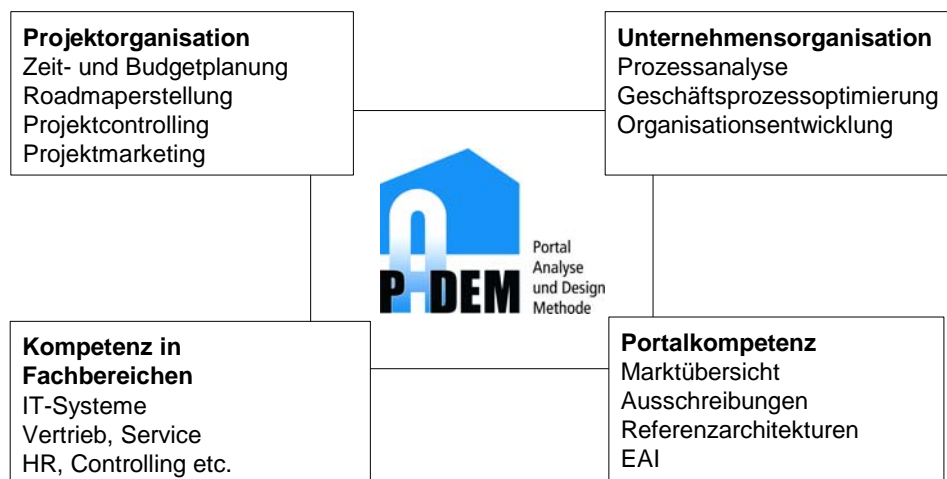 Projektorganisation
Zeit- und Budgetplanung
Roadmaperstellung
Projektcontrolling
Projektmarketing
Unternehmensorganisation
Prozessanalyse
Geschäftsprozessoptimierung
Organisationsentwicklung
PADEM
Portal
Analyse
und Design
Methode
Kompetenz in
Fachbereichen
IT-Systeme
Vertrieb, Service
HR, Controlling etc.
Portalkompetenz
Marktübersicht
Ausschreibungen
Referenzarchitekturen
EAI